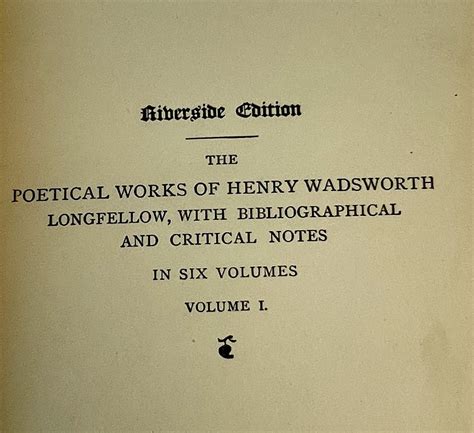 Riverside Edition
THE
POETICAL WORKS OF HENRY WADSWORTH
LONGFELLOW, WITH BIBLIOGRAPHICAL
AND CRITICAL NOTES
IN SIX VOLUMES
VOLUME I.